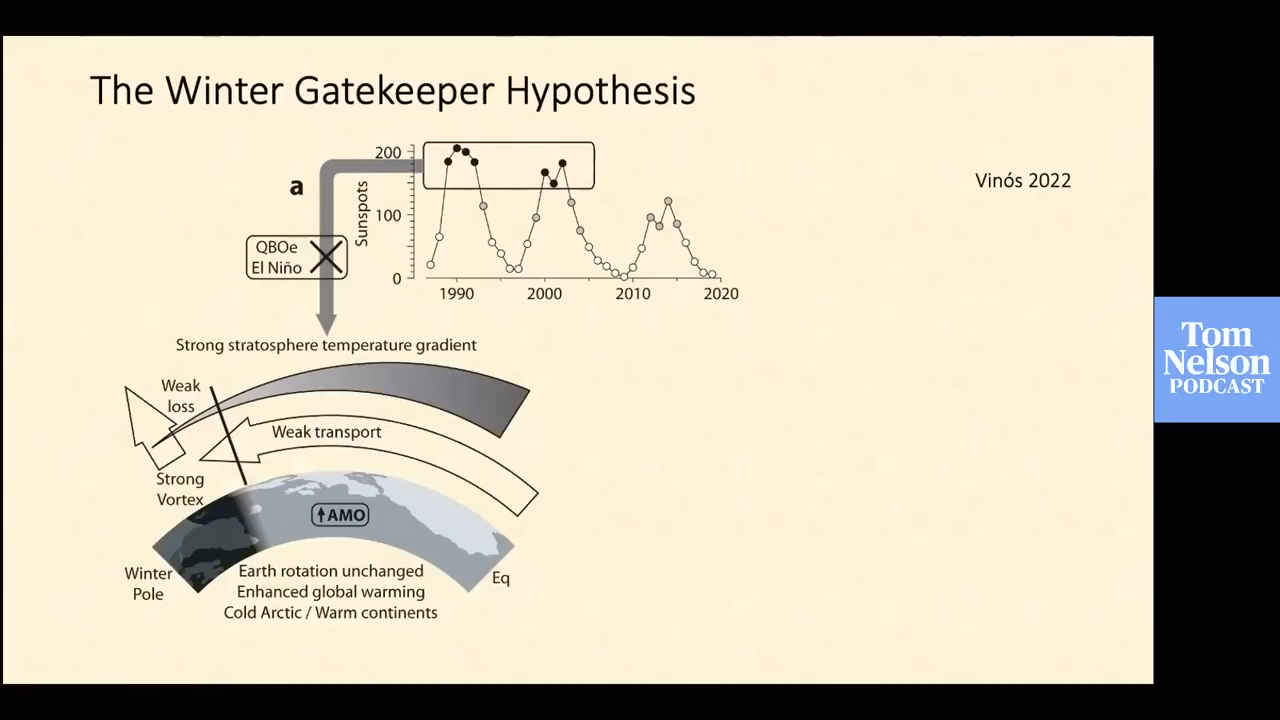 The Winter Gatekeeper Hypothesis
Vinós 2022
a
200
100
0
Sunspots
1990
2000
2010
2020
QBOe
El Niño
Strong stratosphere temperature gradient
Weak
loss
Weak transport
Strong
Vortex
AMO
Winter
Pole
Eq
Earth rotation unchanged
Enhanced global warming
Cold Arctic / Warm continents
Tom
Nelson
PODCAST